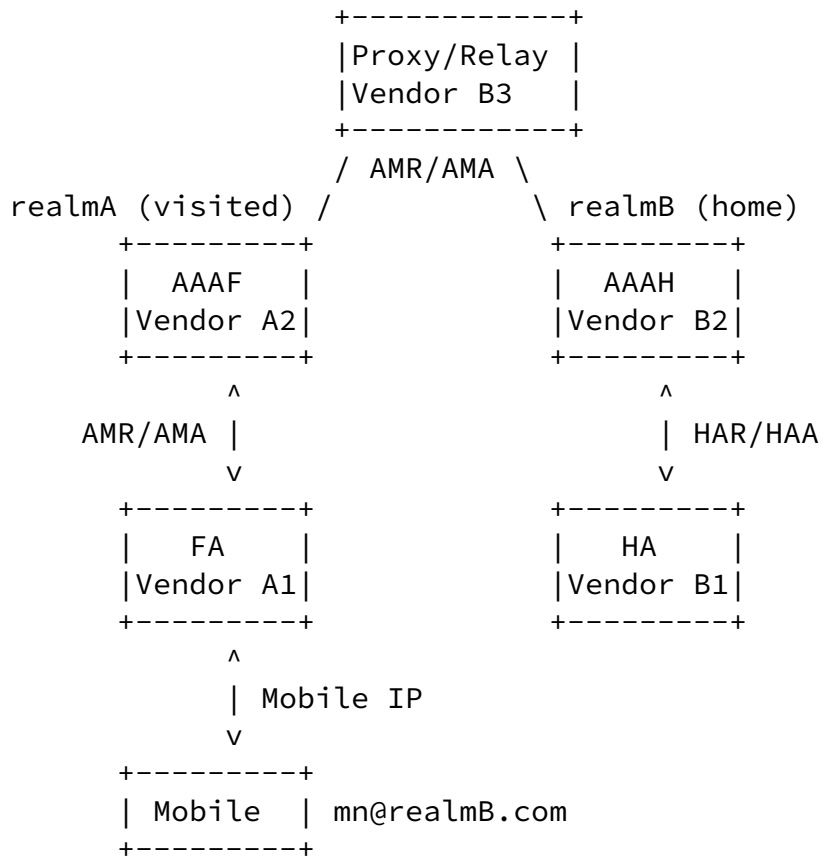 Proxy/Relay
Vendor B3
AMR/AMA
realmA (visited)
realmB (home)
AAAF
Vendor A2
AAAH
Vendor B2
AMR/AMA
HAR/HAA
FA
Vendor A1
HA
Vendor B1
Mobile IP
Mobile
mn@realmB.com